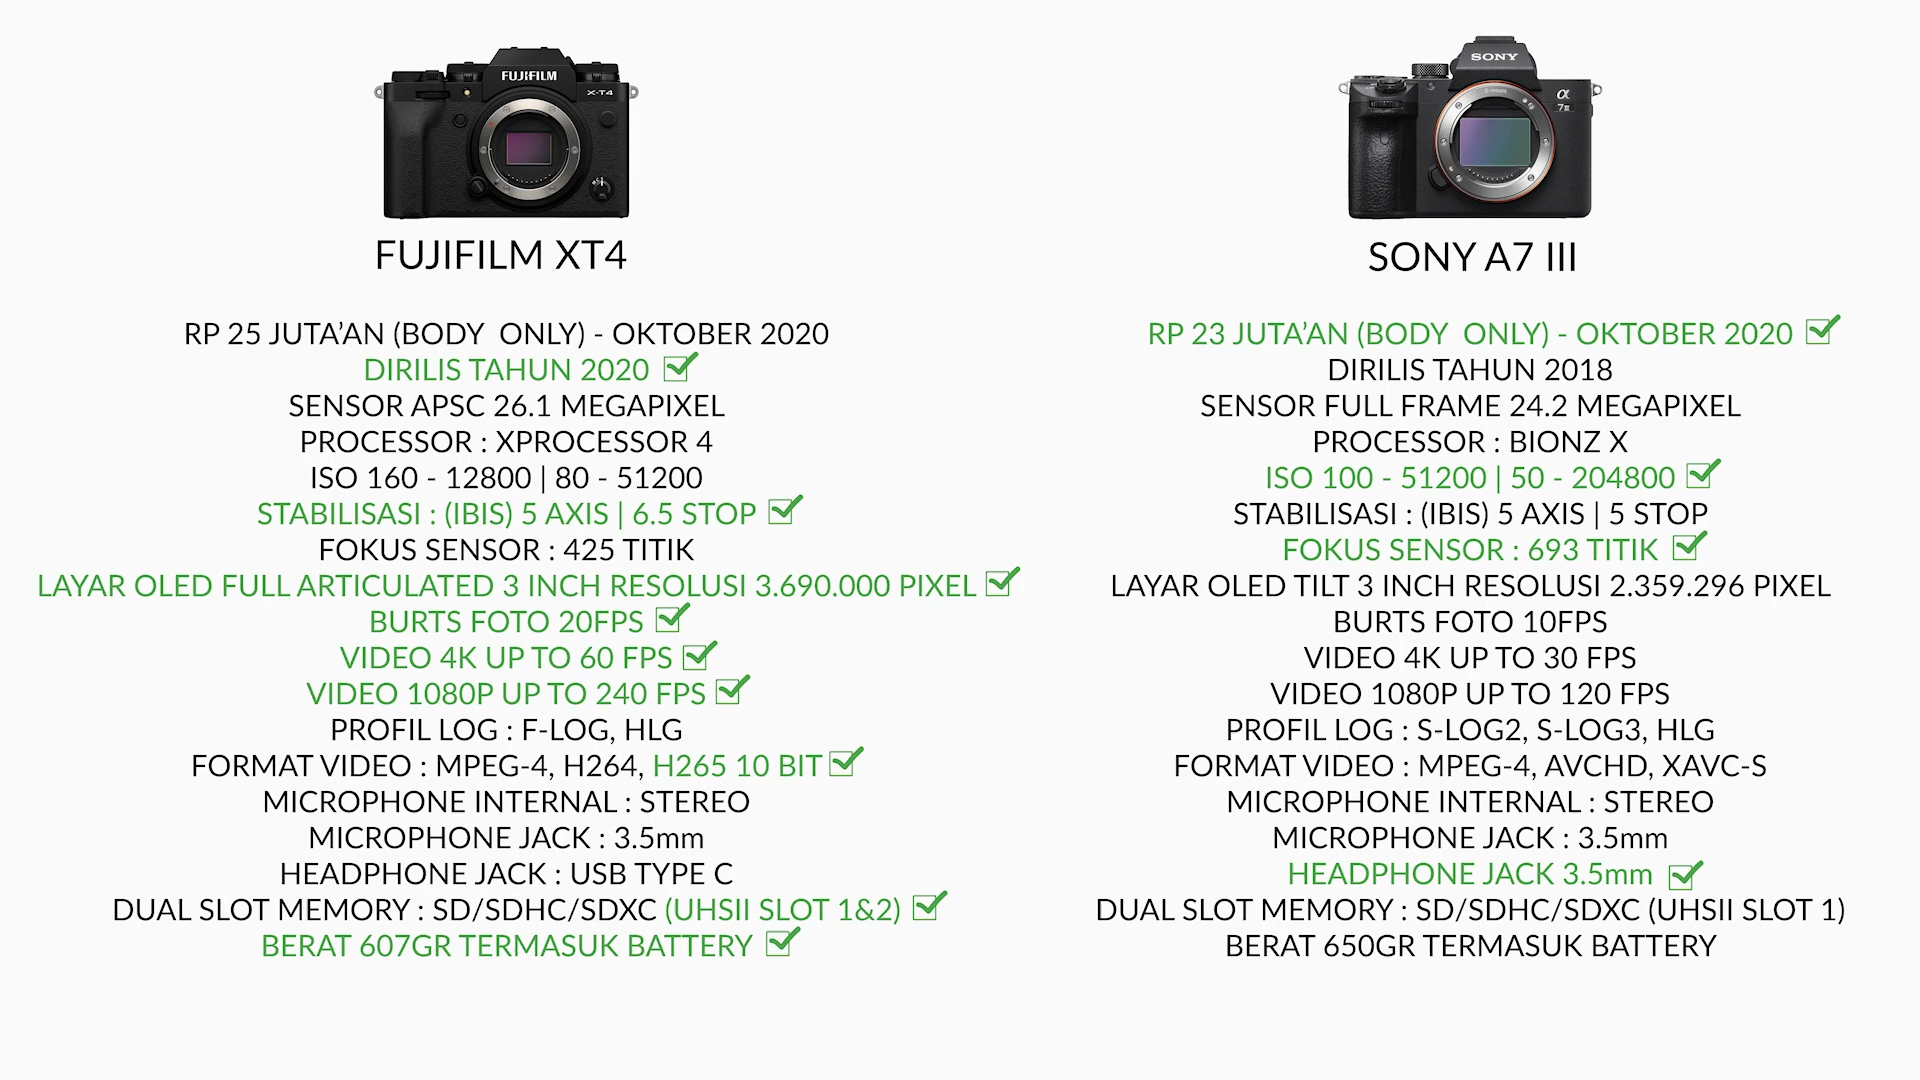 FUJIFILM
X-T4
FUJIFILM XT4
RP 25 JUTA'AN (BODY ONLY) - OKTOBER 2020
DIRILIS TAHUN 2020
SENSOR APSC 26.1 MEGAPIXEL
PROCESSOR : XPROCESSOR 4
ISO 160 - 12800 | 80 - 51200
STABILISASI : (IBIS) 5 AXIS | 6.5 STOP
FOKUS SENSOR : 425 TITIK
LAYAR OLED FULL ARTICULATED 3 INCH RESOLUSI 3.690.000 PIXEL
BURTS FOTO 20FPS
VIDEO 4K UP TO 60 FPS
VIDEO 1080P UP TO 240 FPS
PROFIL LOG : F-LOG, HLG
FORMAT VIDEO : MPEG-4, H264, H265 10 BIT
MICROPHONE INTERNAL : STEREO
MICROPHONE JACK : 3.5mm
HEADPHONE JACK : USB TYPE C
DUAL SLOT MEMORY : SD/SDHC/SDXC (UHSII SLOT 1&2)
BERAT 607GR TERMASUK BATTERY
SONY
α
7III
SONY A7 III
RP 23 JUTA'AN (BODY ONLY) - OKTOBER 2020
DIRILIS TAHUN 2018
SENSOR FULL FRAME 24.2 MEGAPIXEL
PROCESSOR : BIONZ X
ISO 100 - 51200 | 50 - 204800
STABILISASI : (IBIS) 5 AXIS | 5 STOP
FOKUS SENSOR : 693 TITIK
LAYAR OLED TILT 3 INCH RESOLUSI 2.359.296 PIXEL
BURTS FOTO 10FPS
VIDEO 4K UP TO 30 FPS
VIDEO 1080P UP TO 120 FPS
PROFIL LOG : S-LOG2, S-LOG3, HLG
FORMAT VIDEO : MPEG-4, AVCHD, XAVC-S
MICROPHONE INTERNAL : STEREO
MICROPHONE JACK : 3.5mm
HEADPHONE JACK 3.5mm
DUAL SLOT MEMORY : SD/SDHC/SDXC (UHSII SLOT 1)
BERAT 650GR TERMASUK BATTERY